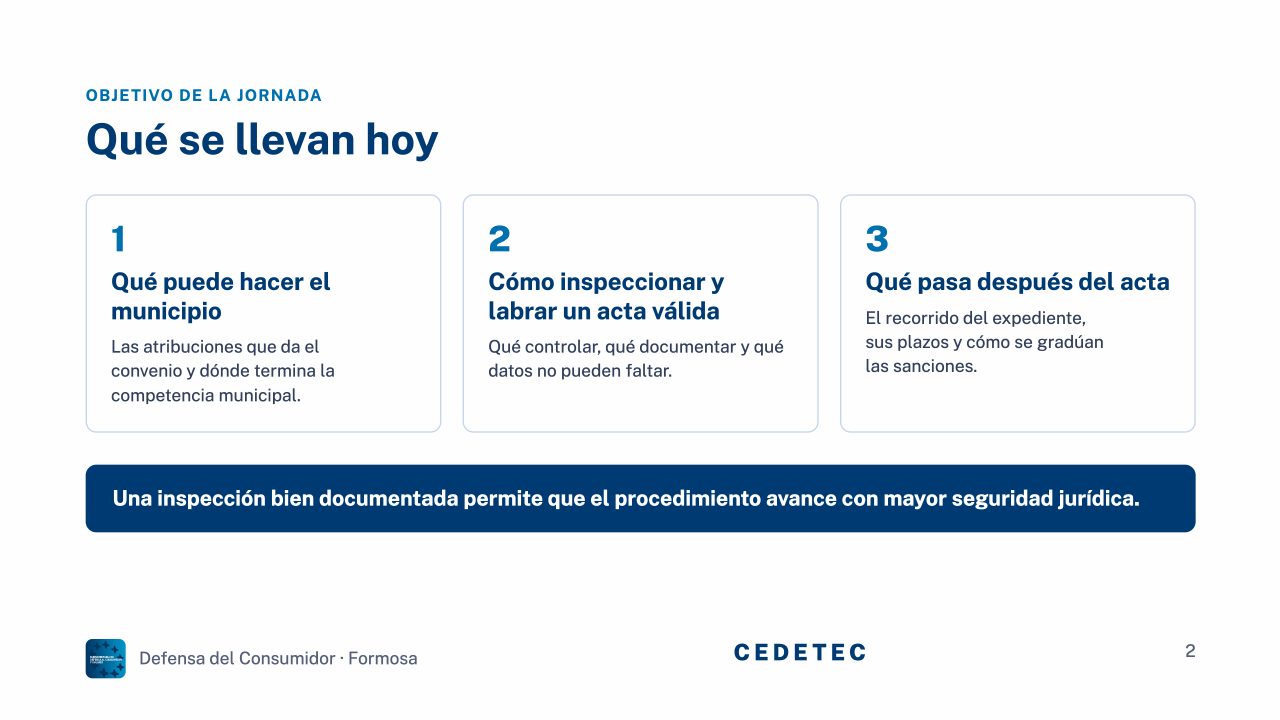 OBJETIVO DE LA JORNADA
Qué se llevan hoy
1
Qué puede hacer el
municipio
Las atribuciones que da el
convenio y dónde termina la
competencia municipal.
2
Cómo inspeccionar y
labrar un acta válida
Qué controlar, qué documentar y qué
datos no pueden faltar.
3
Qué pasa después del acta
El recorrido del expediente,
sus plazos y cómo se gradúan
las sanciones.
Una inspección bien documentada permite que el procedimiento avance con mayor seguridad jurídica.
Defensa del Consumidor · Formosa
CEDETEC
2